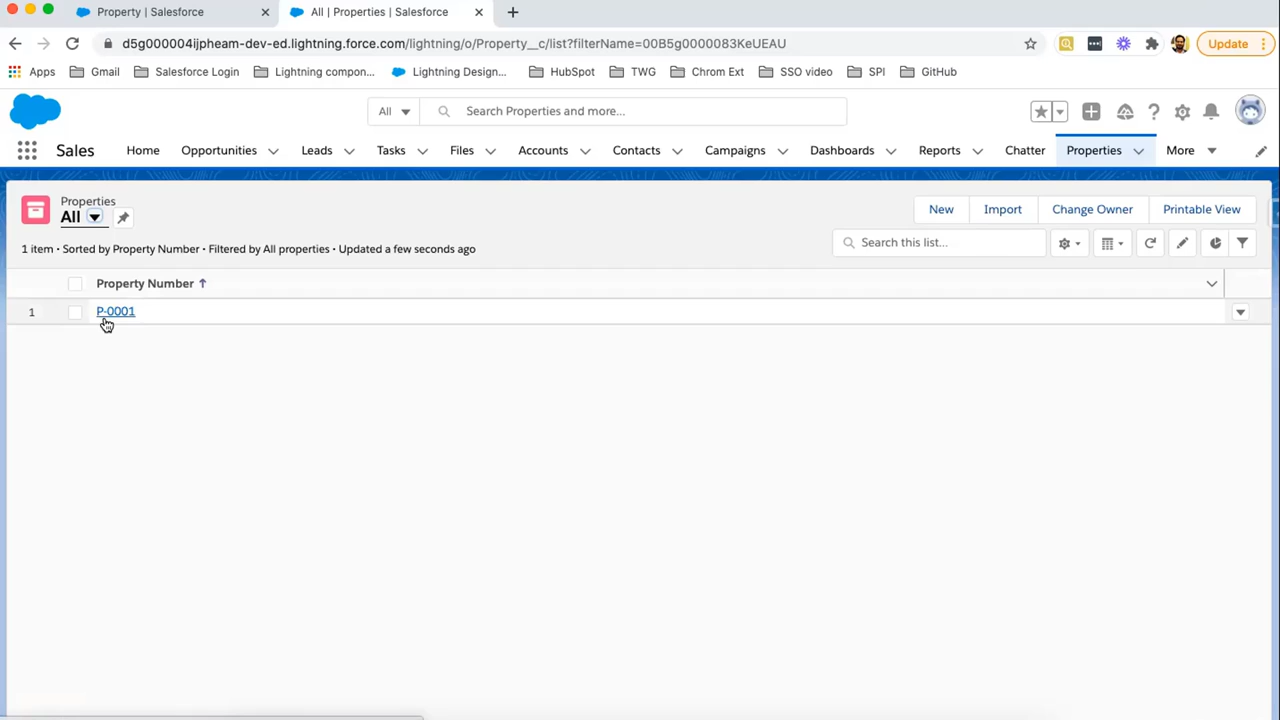 Property | Salesforce
All | Properties | Salesforce
d5g000004ijpheam-dev-ed.lightning.force.com/lightning/o/Property__c/list?filterName=00B5g0000083KeUEAU
Update
Apps
Gmail
Salesforce Login
Lightning compon...
Lightning Design...
HubSpot
TWG
Chrom Ext
SSO video
SPI
GitHub
All
Search Properties and more...
Sales
Home
Opportunities
Leads
Tasks
Files
Accounts
Contacts
Campaigns
Dashboards
Reports
Chatter
Properties
More
Properties
All
New
Import
Change Owner
Printable View
1 item • Sorted by Property Number • Filtered by All properties • Updated a few seconds ago
Search this list...
Property Number
1
P-0001